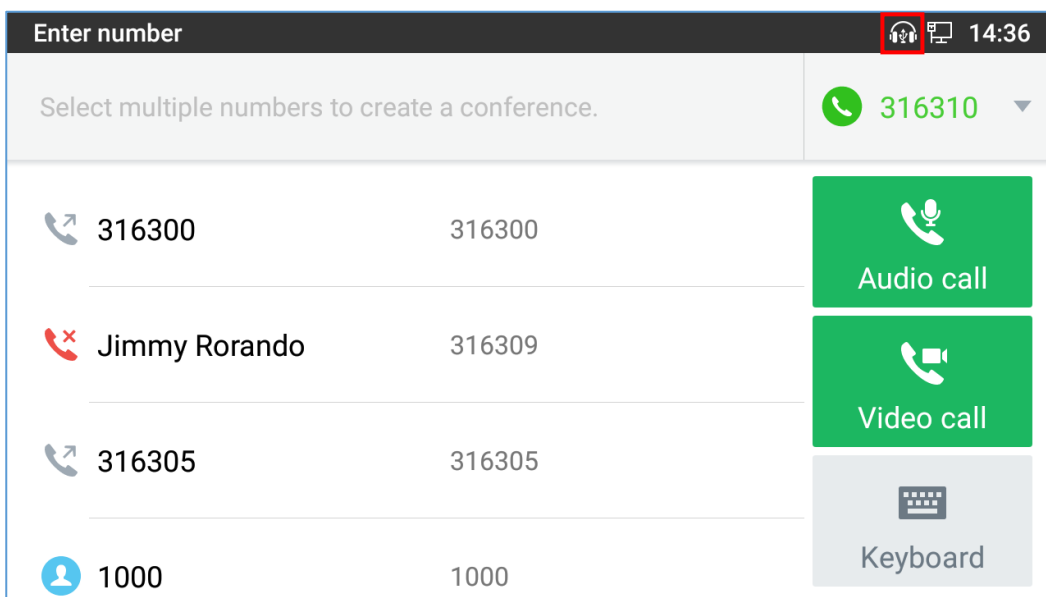 Enter number 14:36
Select multiple numbers to create a conference. 316310
316300 316300
Audio call
Jimmy Rorando 316309
Video call
316305 316305
Keyboard
1000 1000